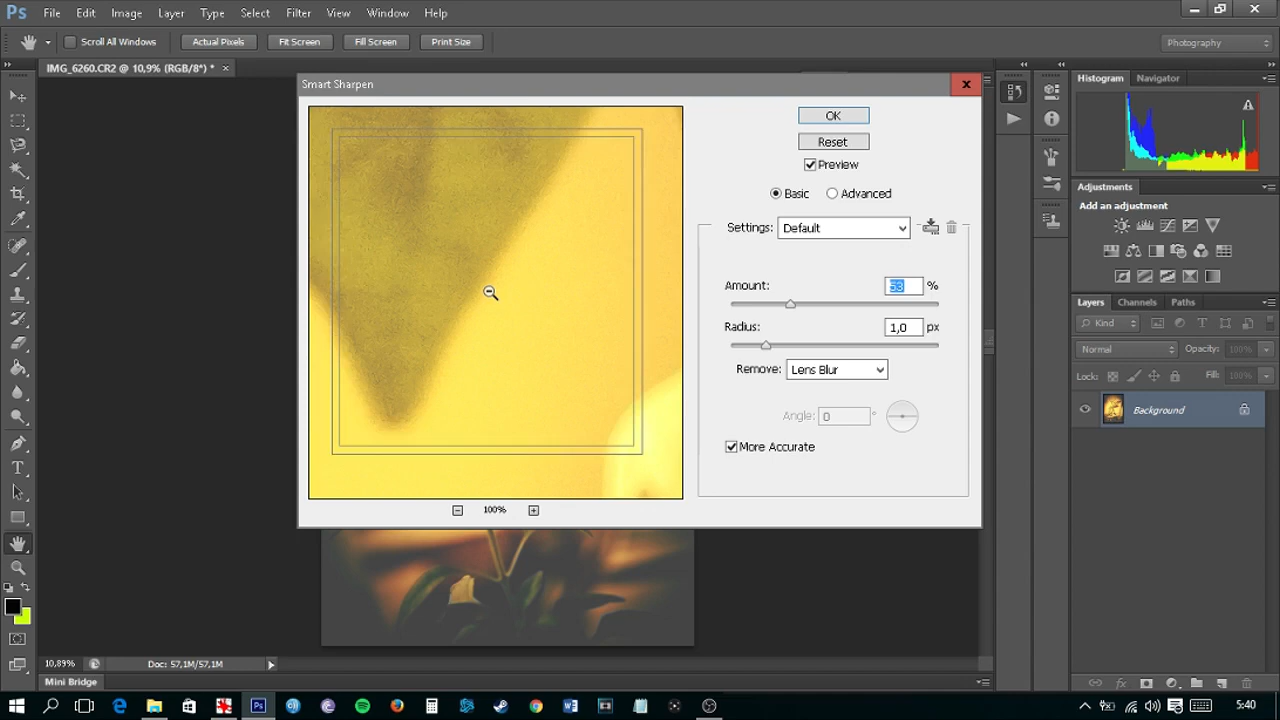 Ps File Edit Image Layer Type Select Filter View Window Help
Scroll All Windows Actual Pixels Fit Screen Fill Screen Print Size Photography
IMG_6260.CR2 @ 10,9% (RGB/8*) * x
Smart Sharpen
OK
Reset
Preview
Basic Advanced
Settings: Default
Amount: 53 %
Radius: 1,0 px
Remove: Lens Blur
Angle: 0 °
More Accurate
100%
Histogram Navigator
Adjustments
Add an adjustment
Layers Channels Paths
Kind
Normal Opacity: 100%
Lock: Fill: 100%
Background
10,89% Doc: 57,1M/57,1M
Mini Bridge
5:40